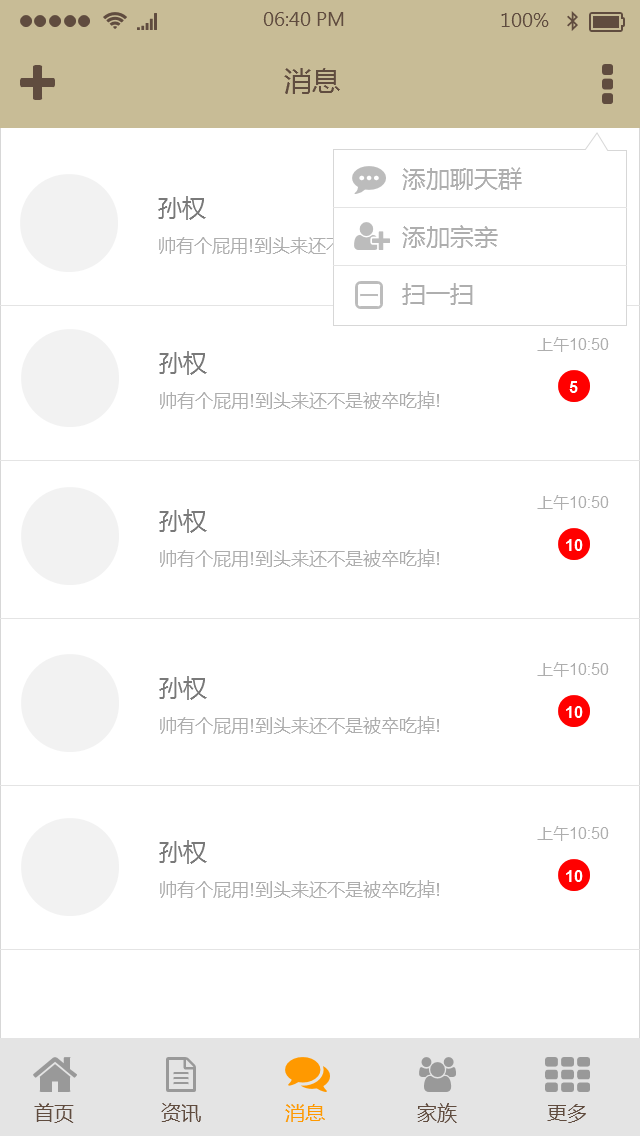 06:40 PM 100%
消息
添加聊天群
孙权
添加宗亲
帅有个屁用!到头来还
扫一扫
上午10:50
孙权
5
帅有个屁用!到头来还不是被卒吃掉!
上午10:50
孙权
10
帅有个屁用!到头来还不是被卒吃掉!
上午10:50
孙权
10
帅有个屁用!到头来还不是被卒吃掉!
上午10:50
孙权
10
帅有个屁用!到头来还不是被卒吃掉!
首页 资讯 消息 家族 更多